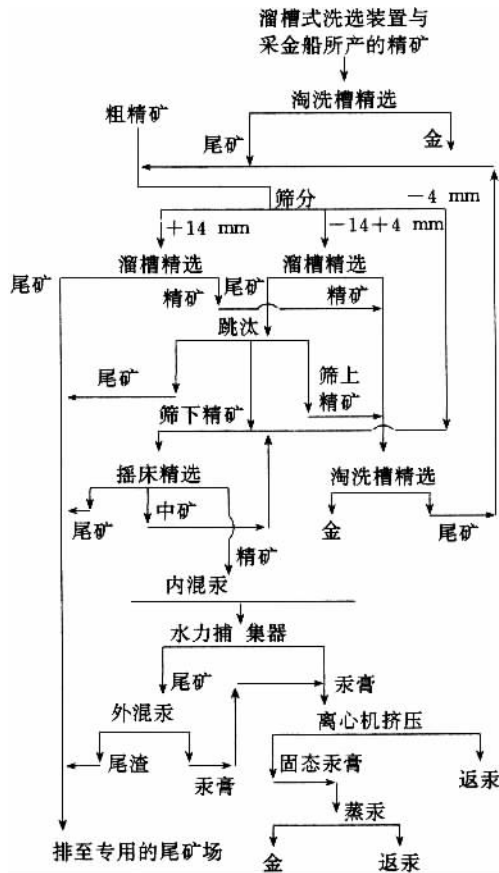 溜槽式洗选装置与
采金船所产的精矿
淘洗槽精选
粗精矿
尾矿
金
筛分
－4 mm
＋14 mm
－14＋4 mm
尾矿
溜槽精选
溜槽精选
精矿
尾矿
精矿
跳汰
尾矿
筛上
精矿
筛下精矿
摇床精选
淘洗槽精选
尾矿
中矿
金
尾矿
精矿
内混汞
水力捕 集器
尾矿
汞膏
外混汞
离心机挤压
尾渣
汞膏
固态汞膏
返汞
蒸汞
排至专用的尾矿场
金
返汞